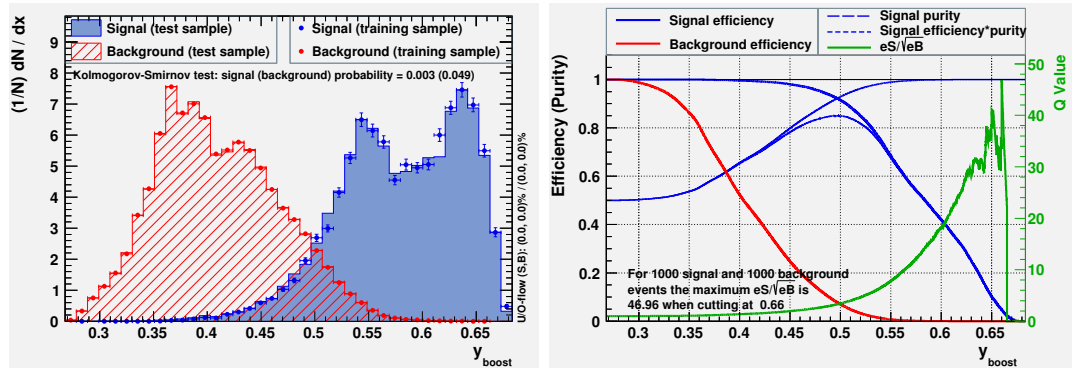 Signal (test sample)
Background (test sample)
Signal (training sample)
Background (training sample)
Kolmogorov-Smirnov test: signal (background) probability = 0.003 (0.049)
(1/N) dN / dx
9
8
7
6
5
4
3
2
1
0
0.3
0.35
0.4
0.45
0.5
0.55
0.6
0.65
y_boost
U/O-flow (S,B): (0.0, 0.0)% / (0.0, 0.0)%
Signal efficiency
Background efficiency
Signal purity
Signal efficiency*purity
eS/√eB
Efficiency (Purity)
1
0.8
0.6
0.4
0.2
0
For 1000 signal and 1000 background
events the maximum eS/√eB is
46.96 when cutting at 0.66
0.3
0.35
0.4
0.45
0.5
0.55
0.6
0.65
y_boost
50
40
30
20
10
0
Q Value